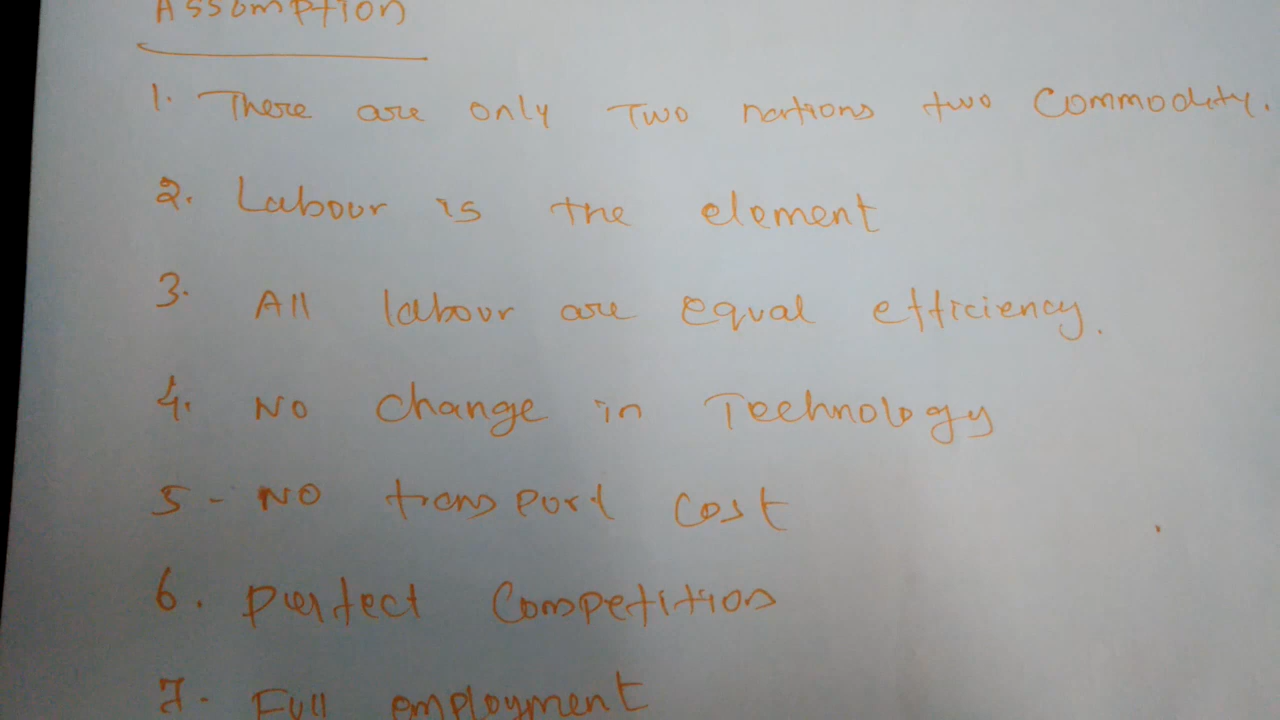 Assumption
1. There are only Two nations two Commodity.
2. Labour is the element
3. All labour are equal efficiency.
4. No change in Technology
5 - No transport cost
6. Perfect Competition
7. Full employment